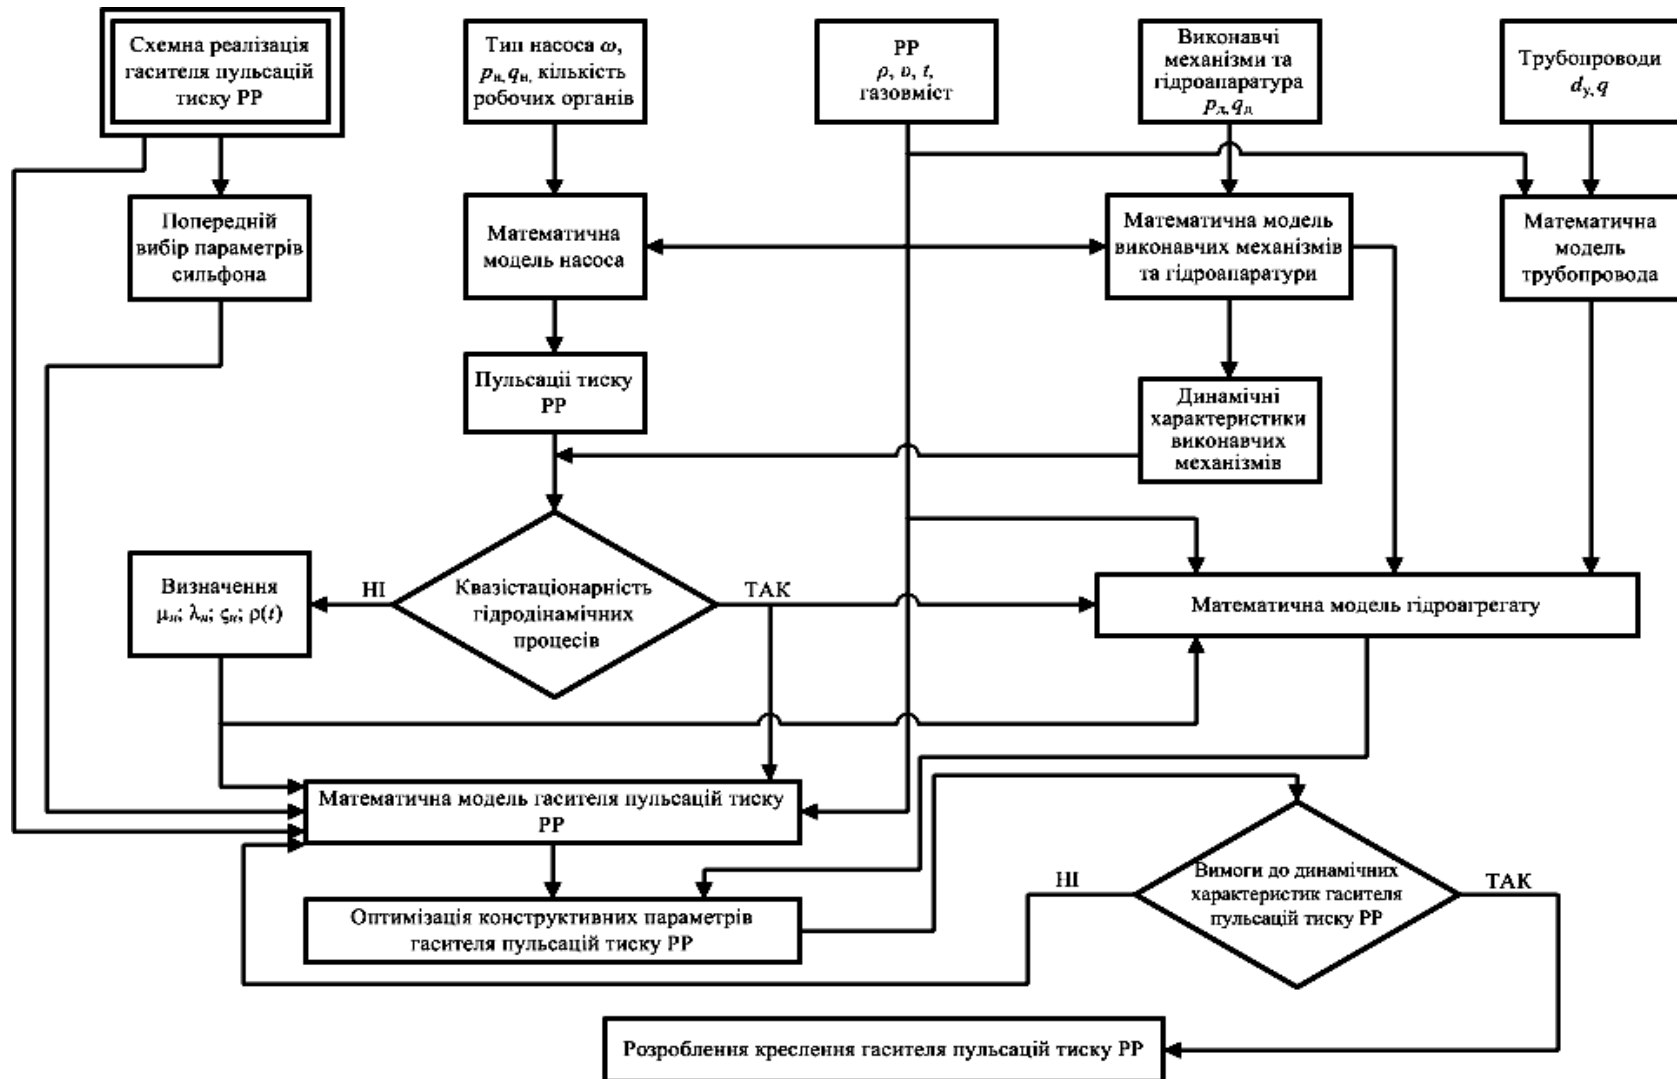 Схемна реалізація
гасителя пульсацій
тиску РР
Тип насоса ω,
pн, qн, кількість
робочих органів
РР
ρ, υ, t,
газовміст
Виконавчі
механізми та
гідроапаратура
pд, qд
Трубопроводи
dу, q
Попередній
вибір параметрів
сильфона
Математична
модель насоса
Математична модель
виконавчих механізмів
та гідроапаратури
Математична
модель
трубопровода
Пульсації тиску
РР
Динамічні
характеристики
виконавчих
механізмів
Визначення
μн; λн; ςн; ρ(t)
НІ
Квазістаціонарність
гідродинамічних
процесів
ТАК
Математична модель гідроагрегату
Математична модель гасителя пульсацій тиску
РР
Оптимізація конструктивних параметрів
гасителя пульсацій тиску РР
НІ
Вимоги до динамічних
характеристик гасителя
пульсацій тиску РР
ТАК
Розроблення креслення гасителя пульсацій тиску РР